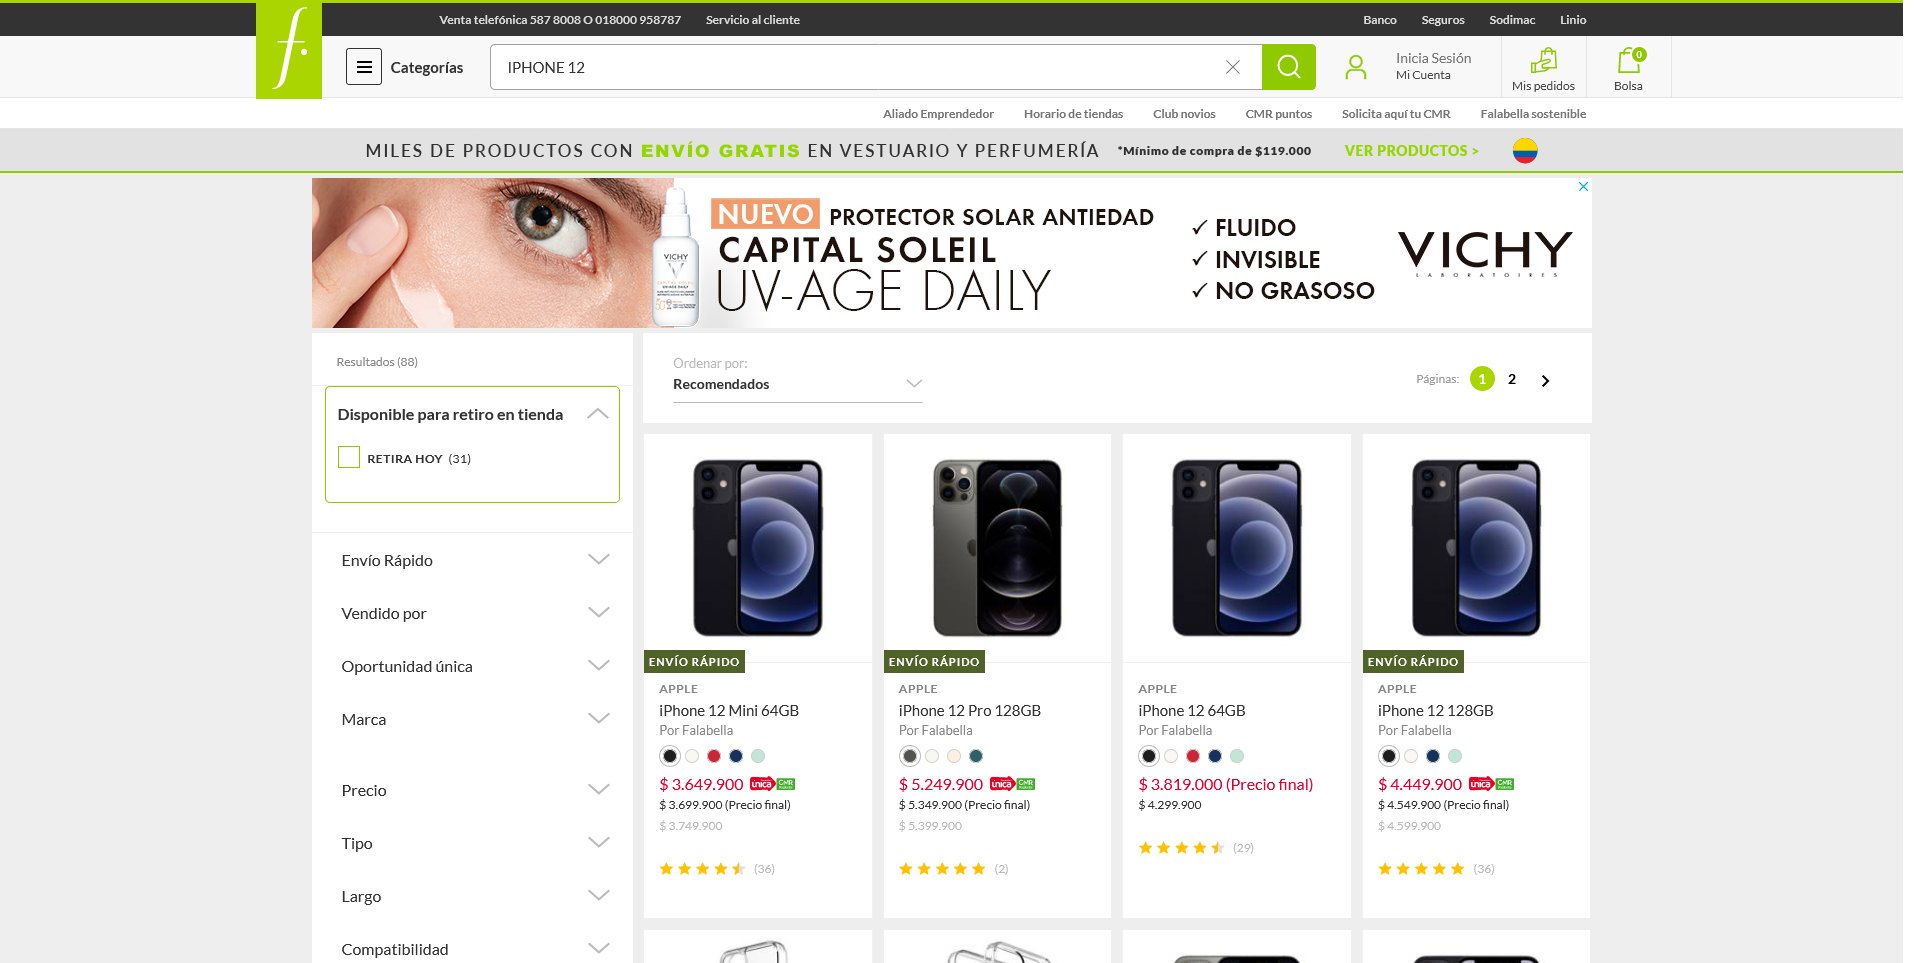 Venta telefónica 587 8008 O 018000 958787 Servicio al cliente Banco Seguros Sodimac Linio
f.
Categorías
IPHONE 12
Inicia Sesión
Mi Cuenta
Mis pedidos
0
Bolsa
Aliado Emprendedor Horario de tiendas Club novios CMR puntos Solicita aquí tu CMR Falabella sostenible
MILES DE PRODUCTOS CON ENVÍO GRATIS EN VESTUARIO Y PERFUMERÍA *Mínimo de compra de $119.000 VER PRODUCTOS >
VICHY
NUEVO PROTECTOR SOLAR ANTIEDAD
CAPITAL SOLEIL
UV-AGE DAILY
✓ FLUIDO
✓ INVISIBLE
✓ NO GRASOSO
VICHY
LABORATOIRES
Resultados (88)
Disponible para retiro en tienda
RETIRA HOY (31)
Envío Rápido
Vendido por
Oportunidad única
Marca
Precio
Tipo
Largo
Compatibilidad
Ordenar por:
Recomendados
Páginas: 1 2
ENVÍO RÁPIDO
APPLE
iPhone 12 Mini 64GB
Por Falabella
$ 3.649.900 única CMR
$ 3.699.900 (Precio final)
$ 3.749.900
(36)
ENVÍO RÁPIDO
APPLE
iPhone 12 Pro 128GB
Por Falabella
$ 5.249.900 única CMR
$ 5.349.900 (Precio final)
$ 5.399.900
(2)
APPLE
iPhone 12 64GB
Por Falabella
$ 3.819.000 (Precio final)
$ 4.299.900
(29)
ENVÍO RÁPIDO
APPLE
iPhone 12 128GB
Por Falabella
$ 4.449.900 única CMR
$ 4.549.900 (Precio final)
$ 4.599.900
(36)